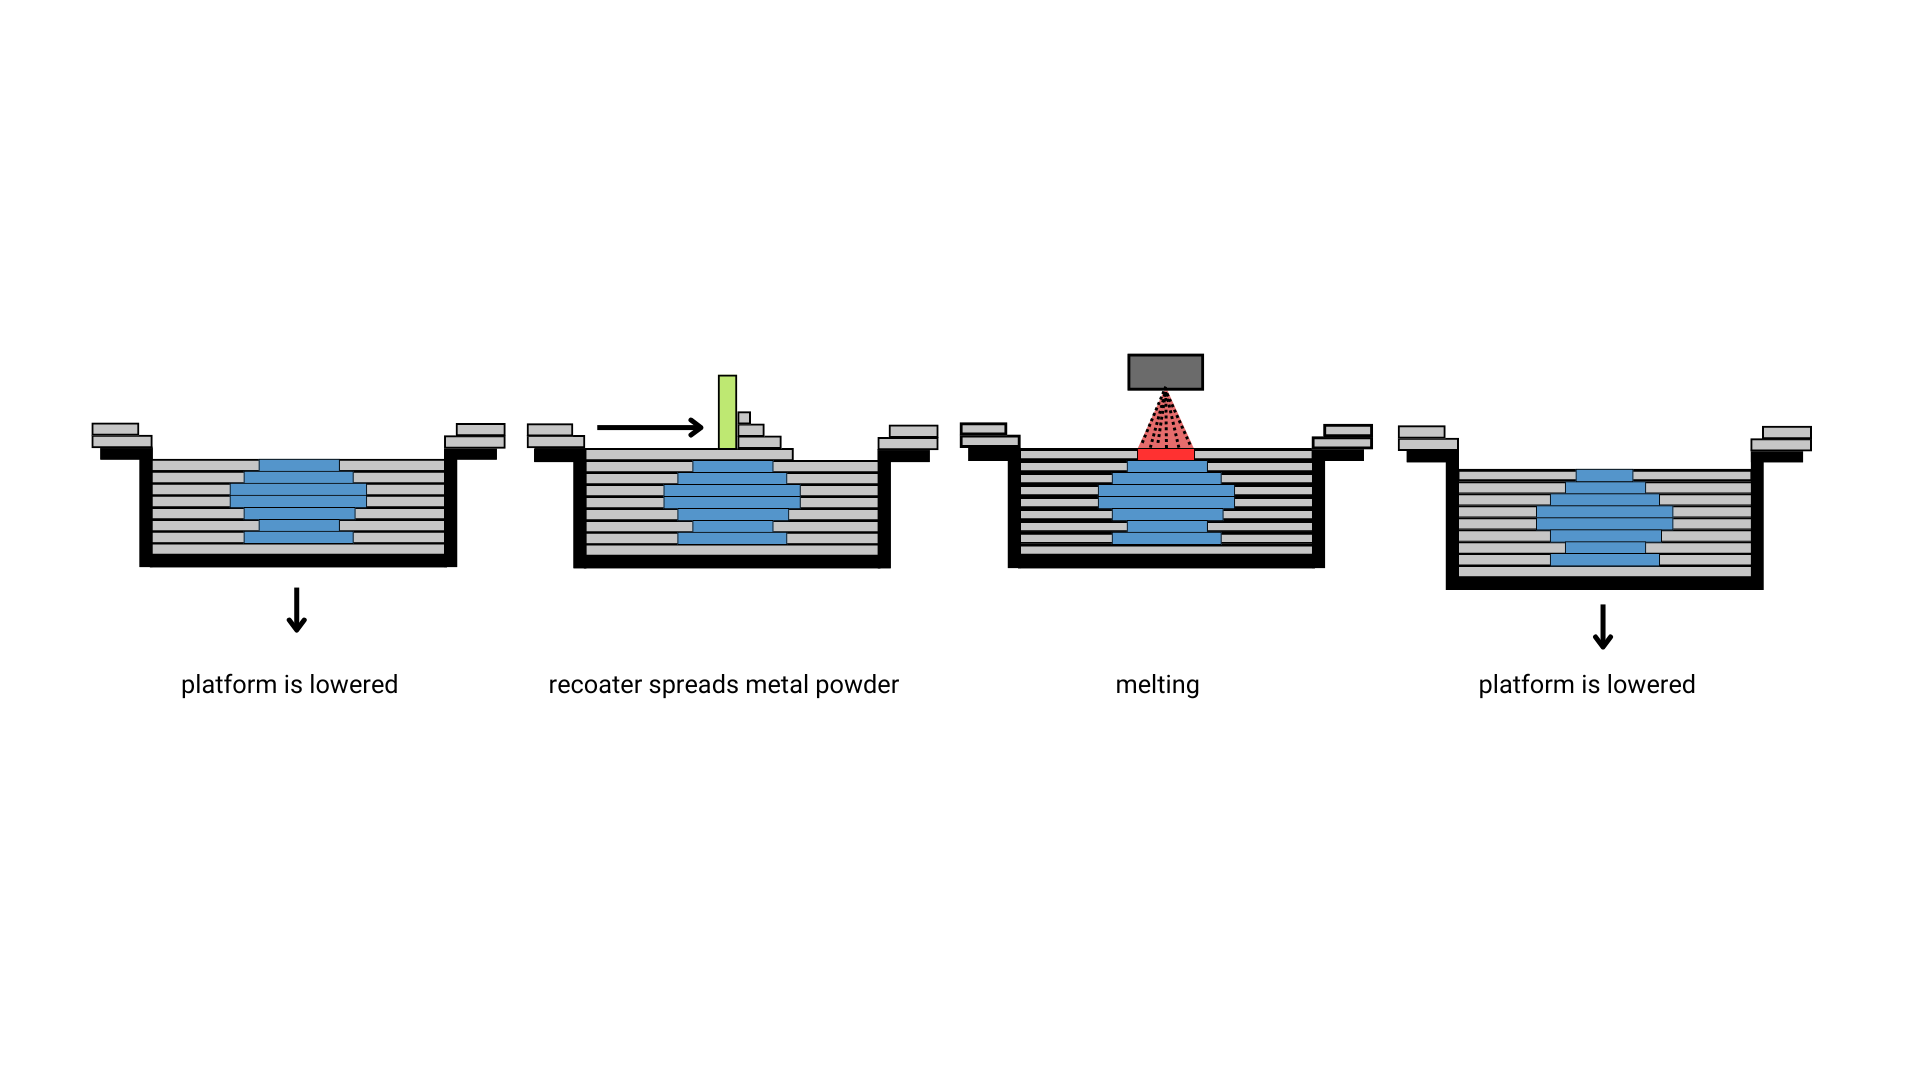 platform is lowered
recoater spreads metal powder
melting
platform is lowered